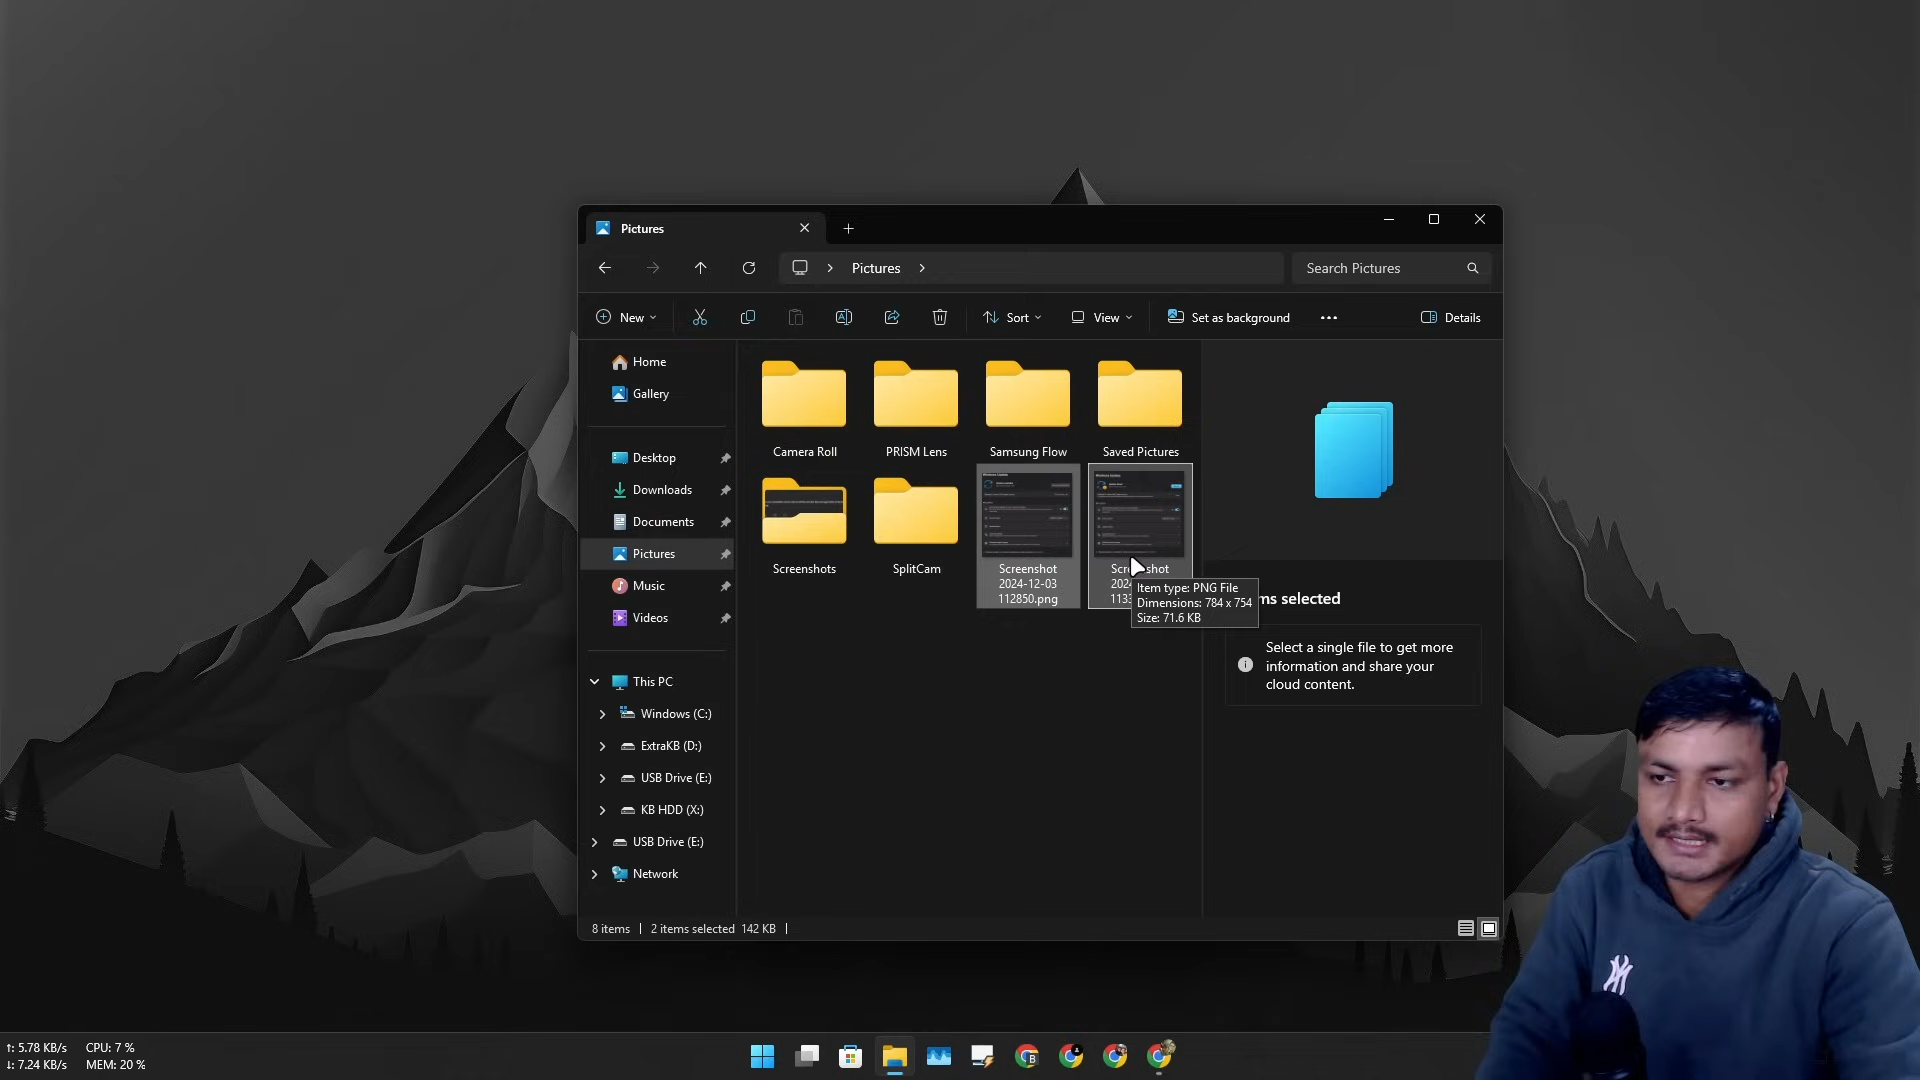 Pictures
Pictures
Search Pictures
New
Sort
View
Set as background
Details
Home
Gallery
Desktop
Downloads
Documents
Pictures
Music
Videos
This PC
Windows (C:)
ExtraKB (D:)
USB Drive (E:)
KB HDD (X:)
USB Drive (E:)
Network
Camera Roll
PRISM Lens
Samsung Flow
Saved Pictures
Screenshots
SplitCam
Screenshot
2024-12-03
112850.png
Item type: PNG File
Dimensions: 784 x 754
Size: 71.6 KB
selected
Select a single file to get more
information and share your
cloud content.
8 items | 2 items selected 142 KB |
↑: 5.78 KB/s CPU: 7 %
↓: 7.24 KB/s MEM: 20 %